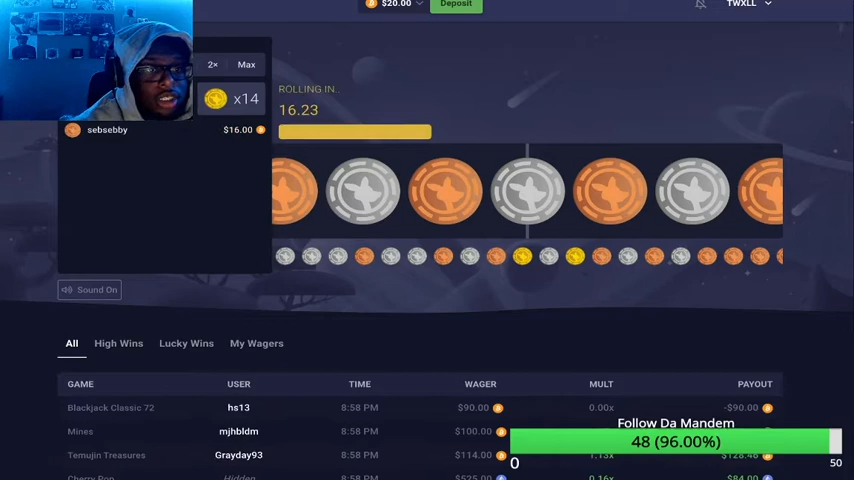 $20.00
Deposit
TWXLL
2×
Max
x14
ROLLING IN..
16.23
sebsebby
$16.00
Sound On
All
High Wins
Lucky Wins
My Wagers
GAME USER TIME WAGER MULT PAYOUT
Blackjack Classic 72 hs13 8:58 PM $90.00 0.00x -$90.00
Mines mjhbldm 8:58 PM $100.00
Temujin Treasures Grayday93 8:58 PM $114.00 1.13x $128.46
Cherry Pop Hidden 8:58 PM $525.00 0.16x $84.00
Follow Da Mandem
48 (96.00%)
0
50